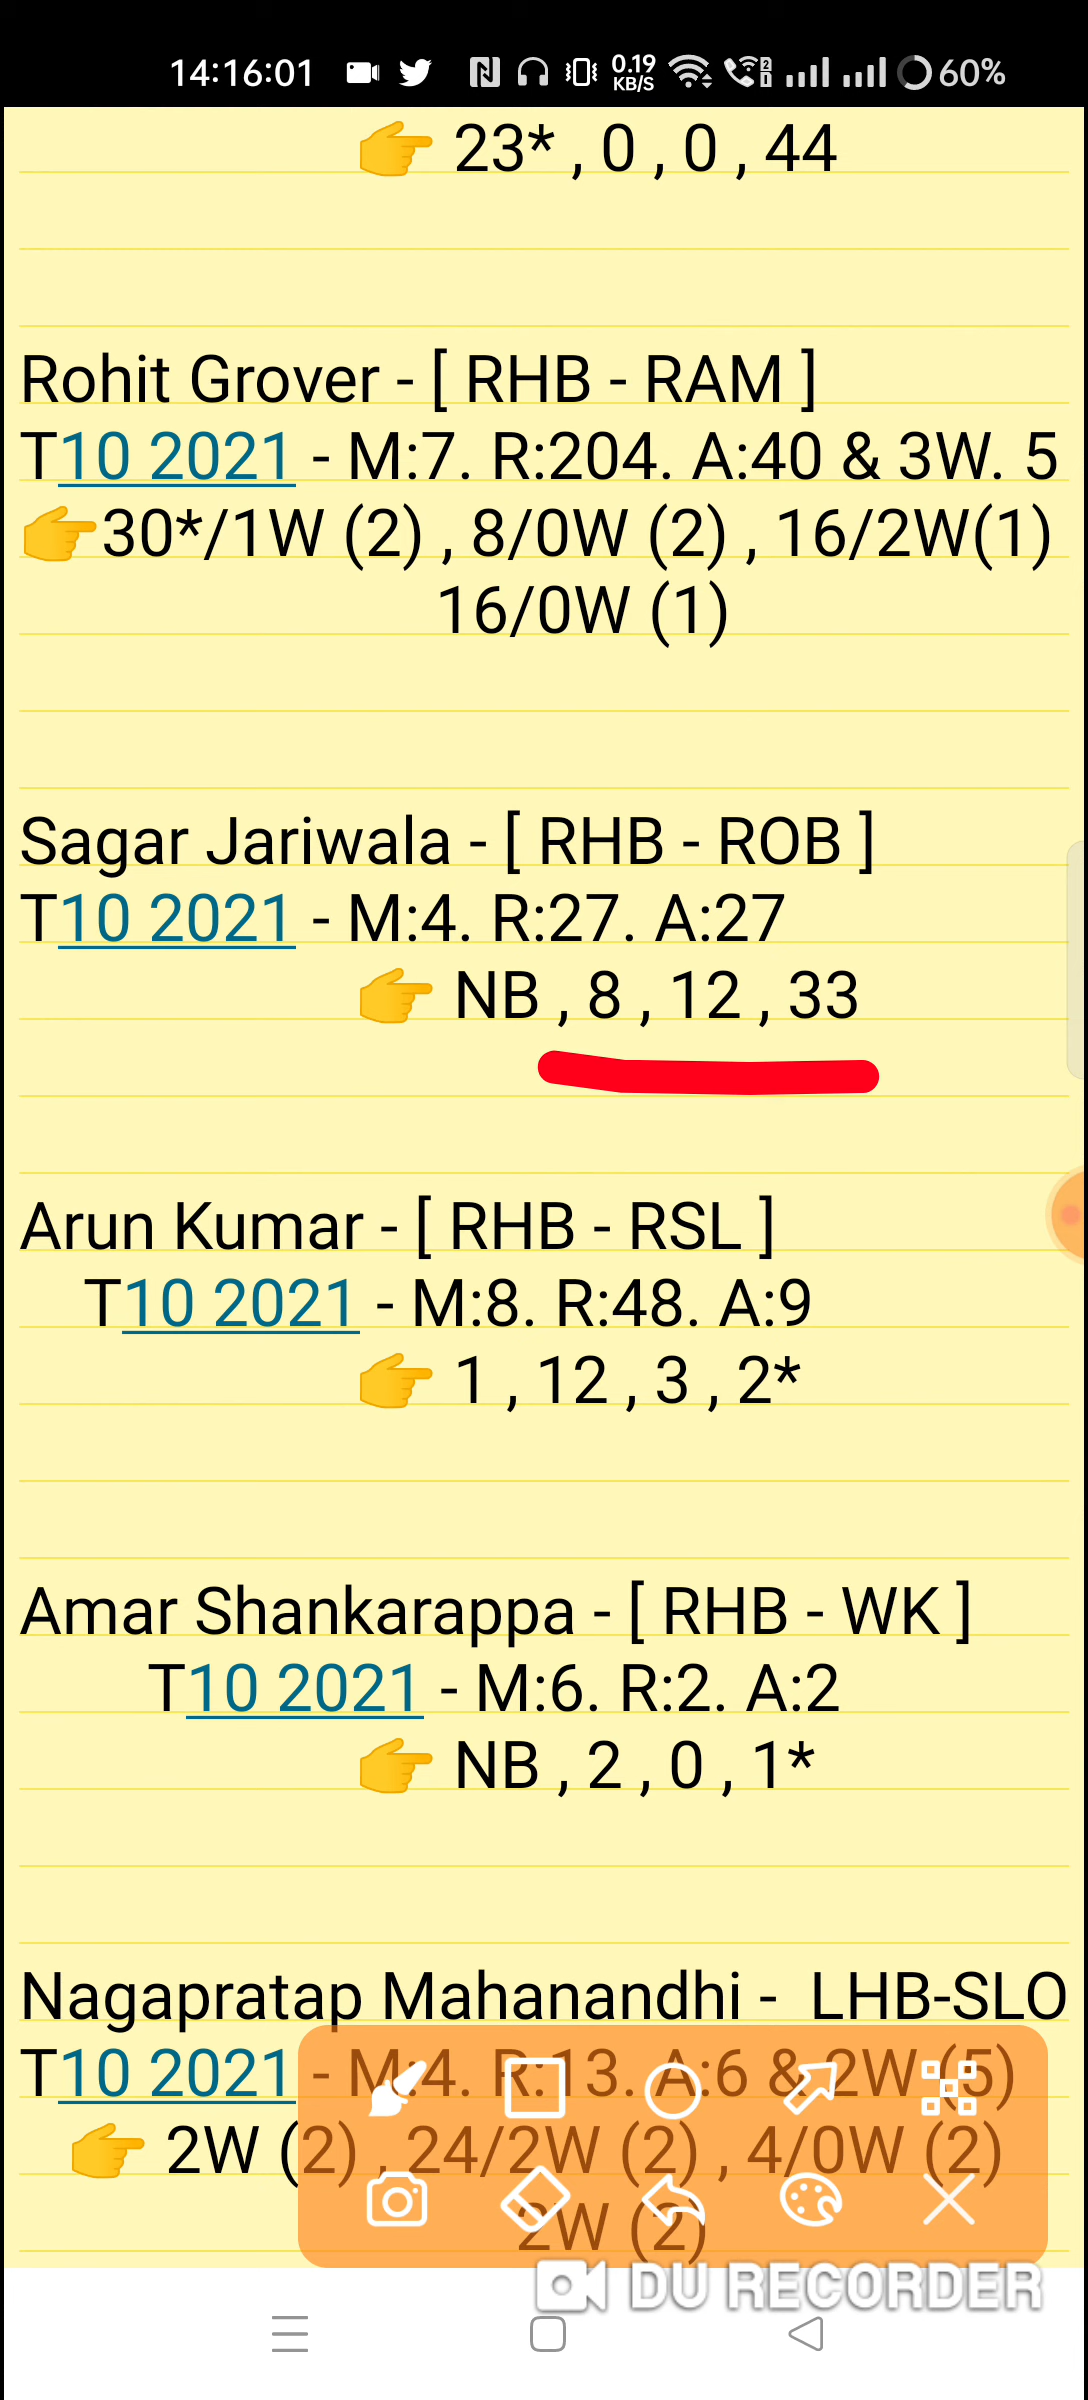 14:16:01 0.19 KB/S 2 1 60%
👉 23* , 0 , 0 , 44
Rohit Grover - [ RHB - RAM ]
T10 2021 - M:7. R:204. A:40 & 3W. 5
👉30*/1W (2) , 8/0W (2) , 16/2W(1)
16/0W (1)
Sagar Jariwala - [ RHB - ROB ]
T10 2021 - M:4. R:27. A:27
👉 NB , 8 , 12 , 33
Arun Kumar - [ RHB - RSL ]
T10 2021 - M:8. R:48. A:9
👉 1 , 12 , 3 , 2*
Amar Shankarappa - [ RHB - WK ]
T10 2021 - M:6. R:2. A:2
👉 NB , 2 , 0 , 1*
Nagapratap Mahanandhi - LHB-SLO
T10 2021 - M:4. R:13. A:6 & 2W (5)
👉 2W (2) , 24/2W (2) , 4/0W (2)
2W (2)
DU RECORDER